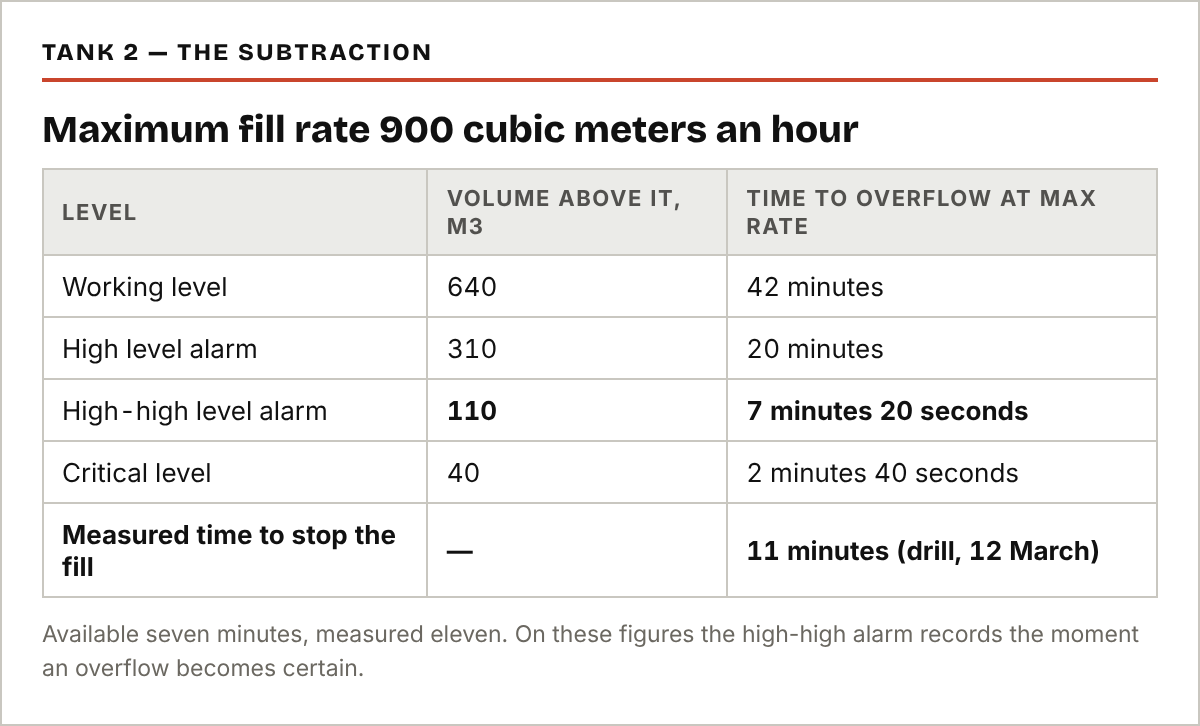 TANK 2 — THE SUBTRACTION
Maximum fill rate 900 cubic meters an hour
LEVEL
VOLUME ABOVE IT,
M3
TIME TO OVERFLOW AT MAX
RATE
Working level
640
42 minutes
High level alarm
310
20 minutes
High-high level alarm
110
7 minutes 20 seconds
Critical level
40
2 minutes 40 seconds
Measured time to stop the
fill
—
11 minutes (drill, 12 March)
Available seven minutes, measured eleven. On these figures the high-high alarm records the moment
an overflow becomes certain.